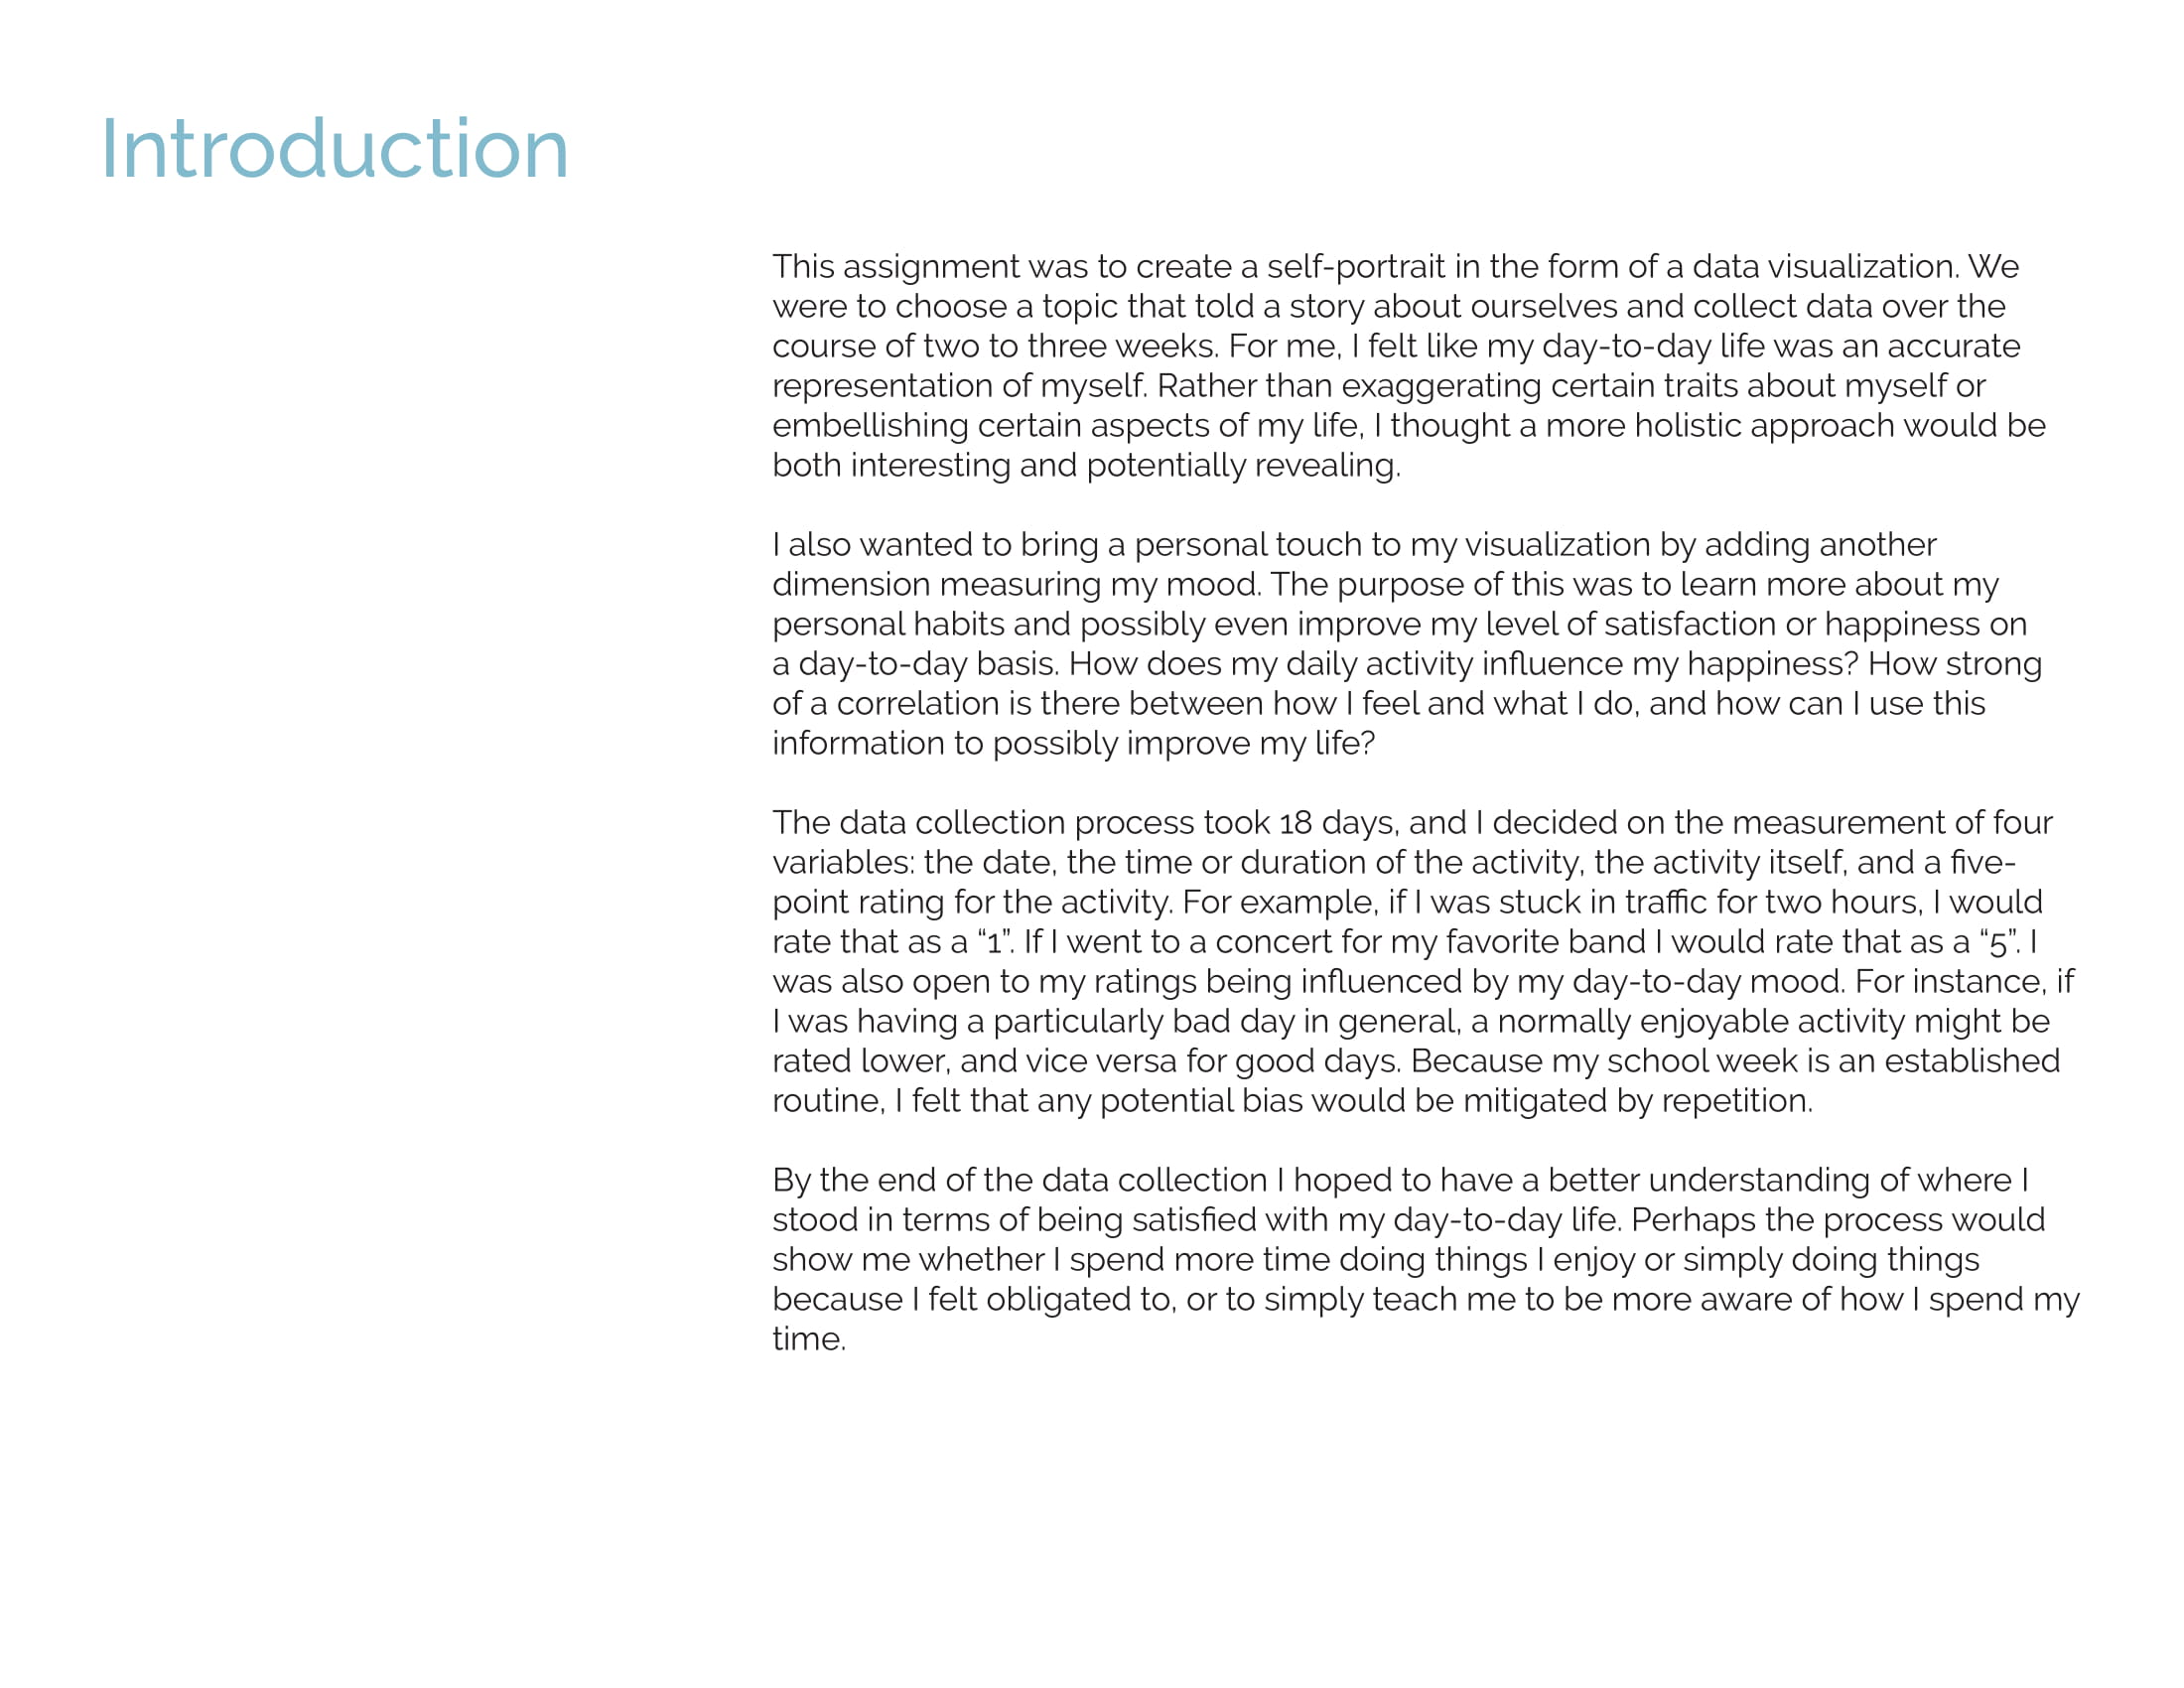 Introduction
This assignment was to create a self-portrait in the form of a data visualization. We
were to choose a topic that told a story about ourselves and collect data over the
course of two to three weeks. For me, I felt like my day-to-day life was an accurate
representation of myself. Rather than exaggerating certain traits about myself or
embellishing certain aspects of my life, I thought a more holistic approach would be
both interesting and potentially revealing.
I also wanted to bring a personal touch to my visualization by adding another
dimension measuring my mood. The purpose of this was to learn more about my
personal habits and possibly even improve my level of satisfaction or happiness on
a day-to-day basis. How does my daily activity influence my happiness? How strong
of a correlation is there between how I feel and what I do, and how can I use this
information to possibly improve my life?
The data collection process took 18 days, and I decided on the measurement of four
variables: the date, the time or duration of the activity, the activity itself, and a five-
point rating for the activity. For example, if I was stuck in traffic for two hours, I would
rate that as a “1”. If I went to a concert for my favorite band I would rate that as a “5”. I
was also open to my ratings being influenced by my day-to-day mood. For instance, if
I was having a particularly bad day in general, a normally enjoyable activity might be
rated lower, and vice versa for good days. Because my school week is an established
routine, I felt that any potential bias would be mitigated by repetition.
By the end of the data collection I hoped to have a better understanding of where I
stood in terms of being satisfied with my day-to-day life. Perhaps the process would
show me whether I spend more time doing things I enjoy or simply doing things
because I felt obligated to, or to simply teach me to be more aware of how I spend my
time.